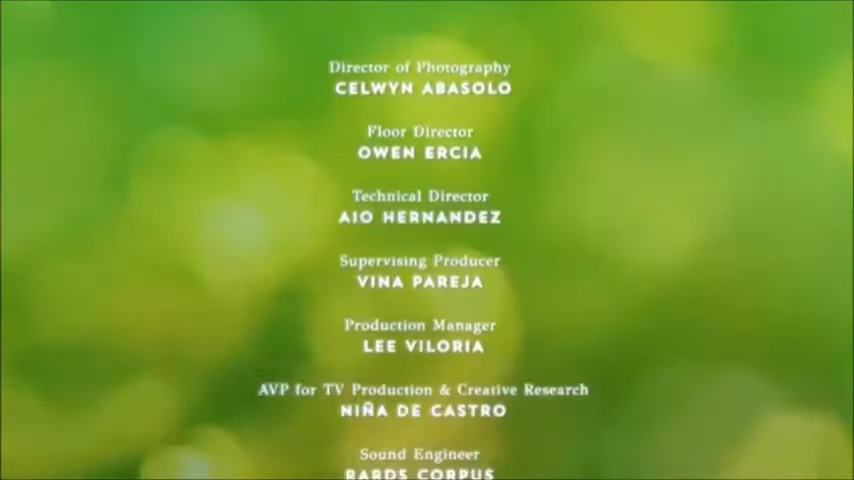 Director of Photography
CELWYN ABASOLO
Floor Director
OWEN ERCIA
Technical Director
AIO HERNANDEZ
Supervising Producer
VINA PAREJA
Production Manager
LEE VILORIA
AVP for TV Production & Creative Research
NIÑA DE CASTRO
Sound Engineer
RARDS CORPUS